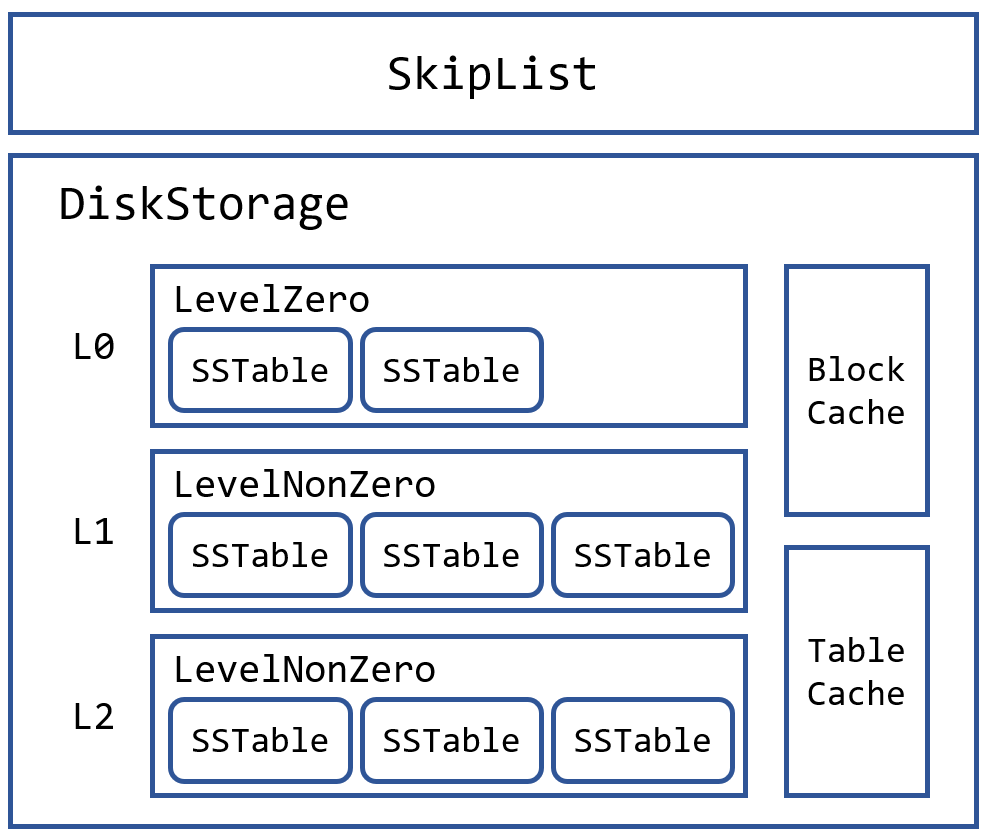 SkipList
DiskStorage
L0
LevelZero
SSTable SSTable
L1
LevelNonZero
SSTable SSTable SSTable
L2
LevelNonZero
SSTable SSTable SSTable
Block
Cache
Table
Cache